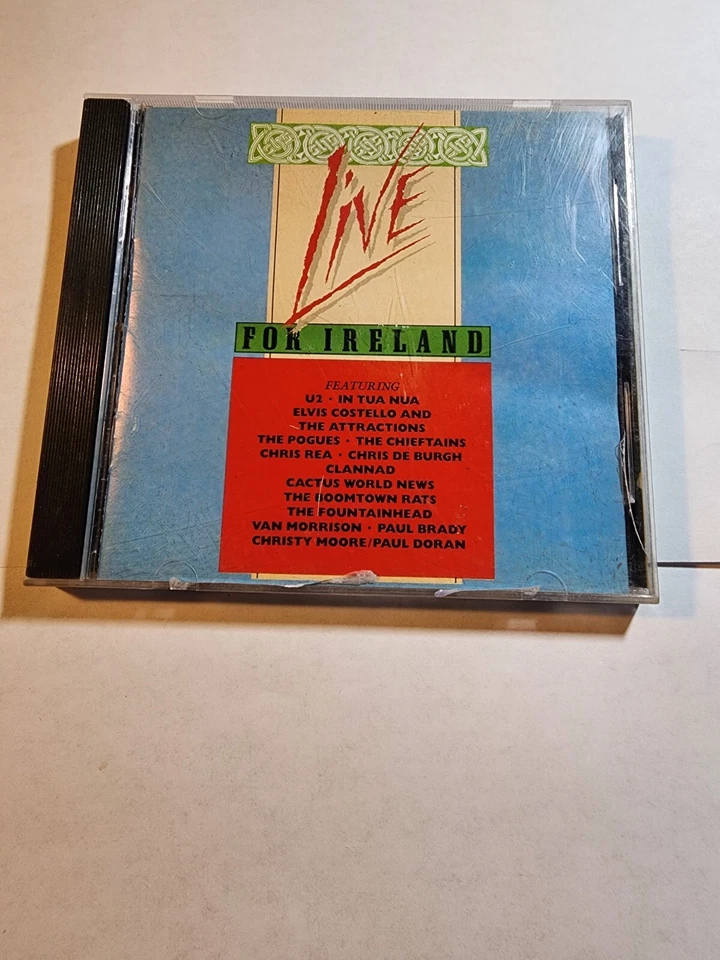 LIVE
FOR IRELAND
FEATURING
U2 · IN TUA NUA
ELVIS COSTELLO AND
THE ATTRACTIONS
THE POGUES · THE CHIEFTAINS
CHRIS REA · CHRIS DE BURGH
CLANNAD
CACTUS WORLD NEWS
THE BOOMTOWN RATS
THE FOUNTAINHEAD
VAN MORRISON · PAUL BRADY
CHRISTY MOORE/PAUL DORAN